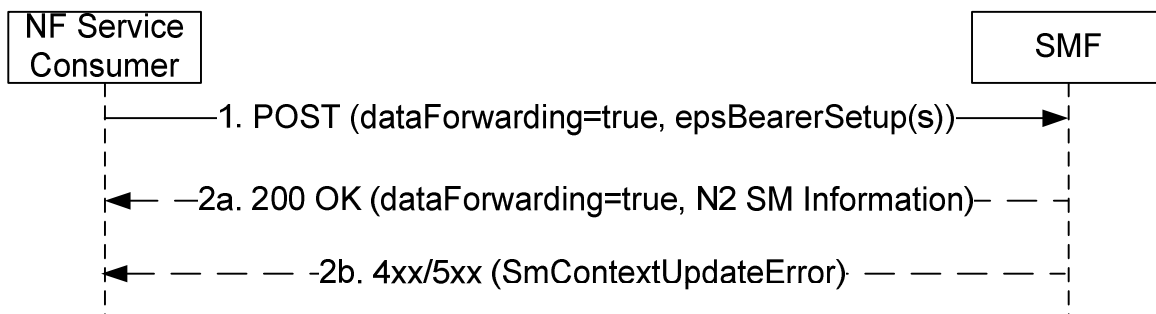 NF Service
Consumer
SMF
1. POST (dataForwarding=true, epsBearerSetup(s))
2a. 200 OK (dataForwarding=true, N2 SM Information)
2b. 4xx/5xx (SmContextUpdateError)